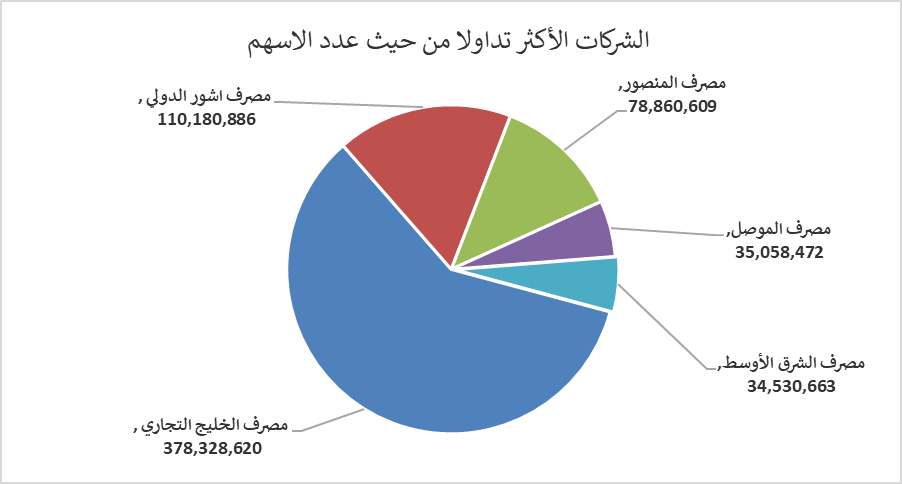 الشركات الأكثر تداولا من حيث عدد الاسهم
مصرف المنصور,
78,860,609
مصرف اشور الدولي ,
110,180,886
مصرف الموصل,
35,058,472
مصرف الشرق الأوسط,
34,530,663
مصرف الخليج التجاري ,
378,328,620